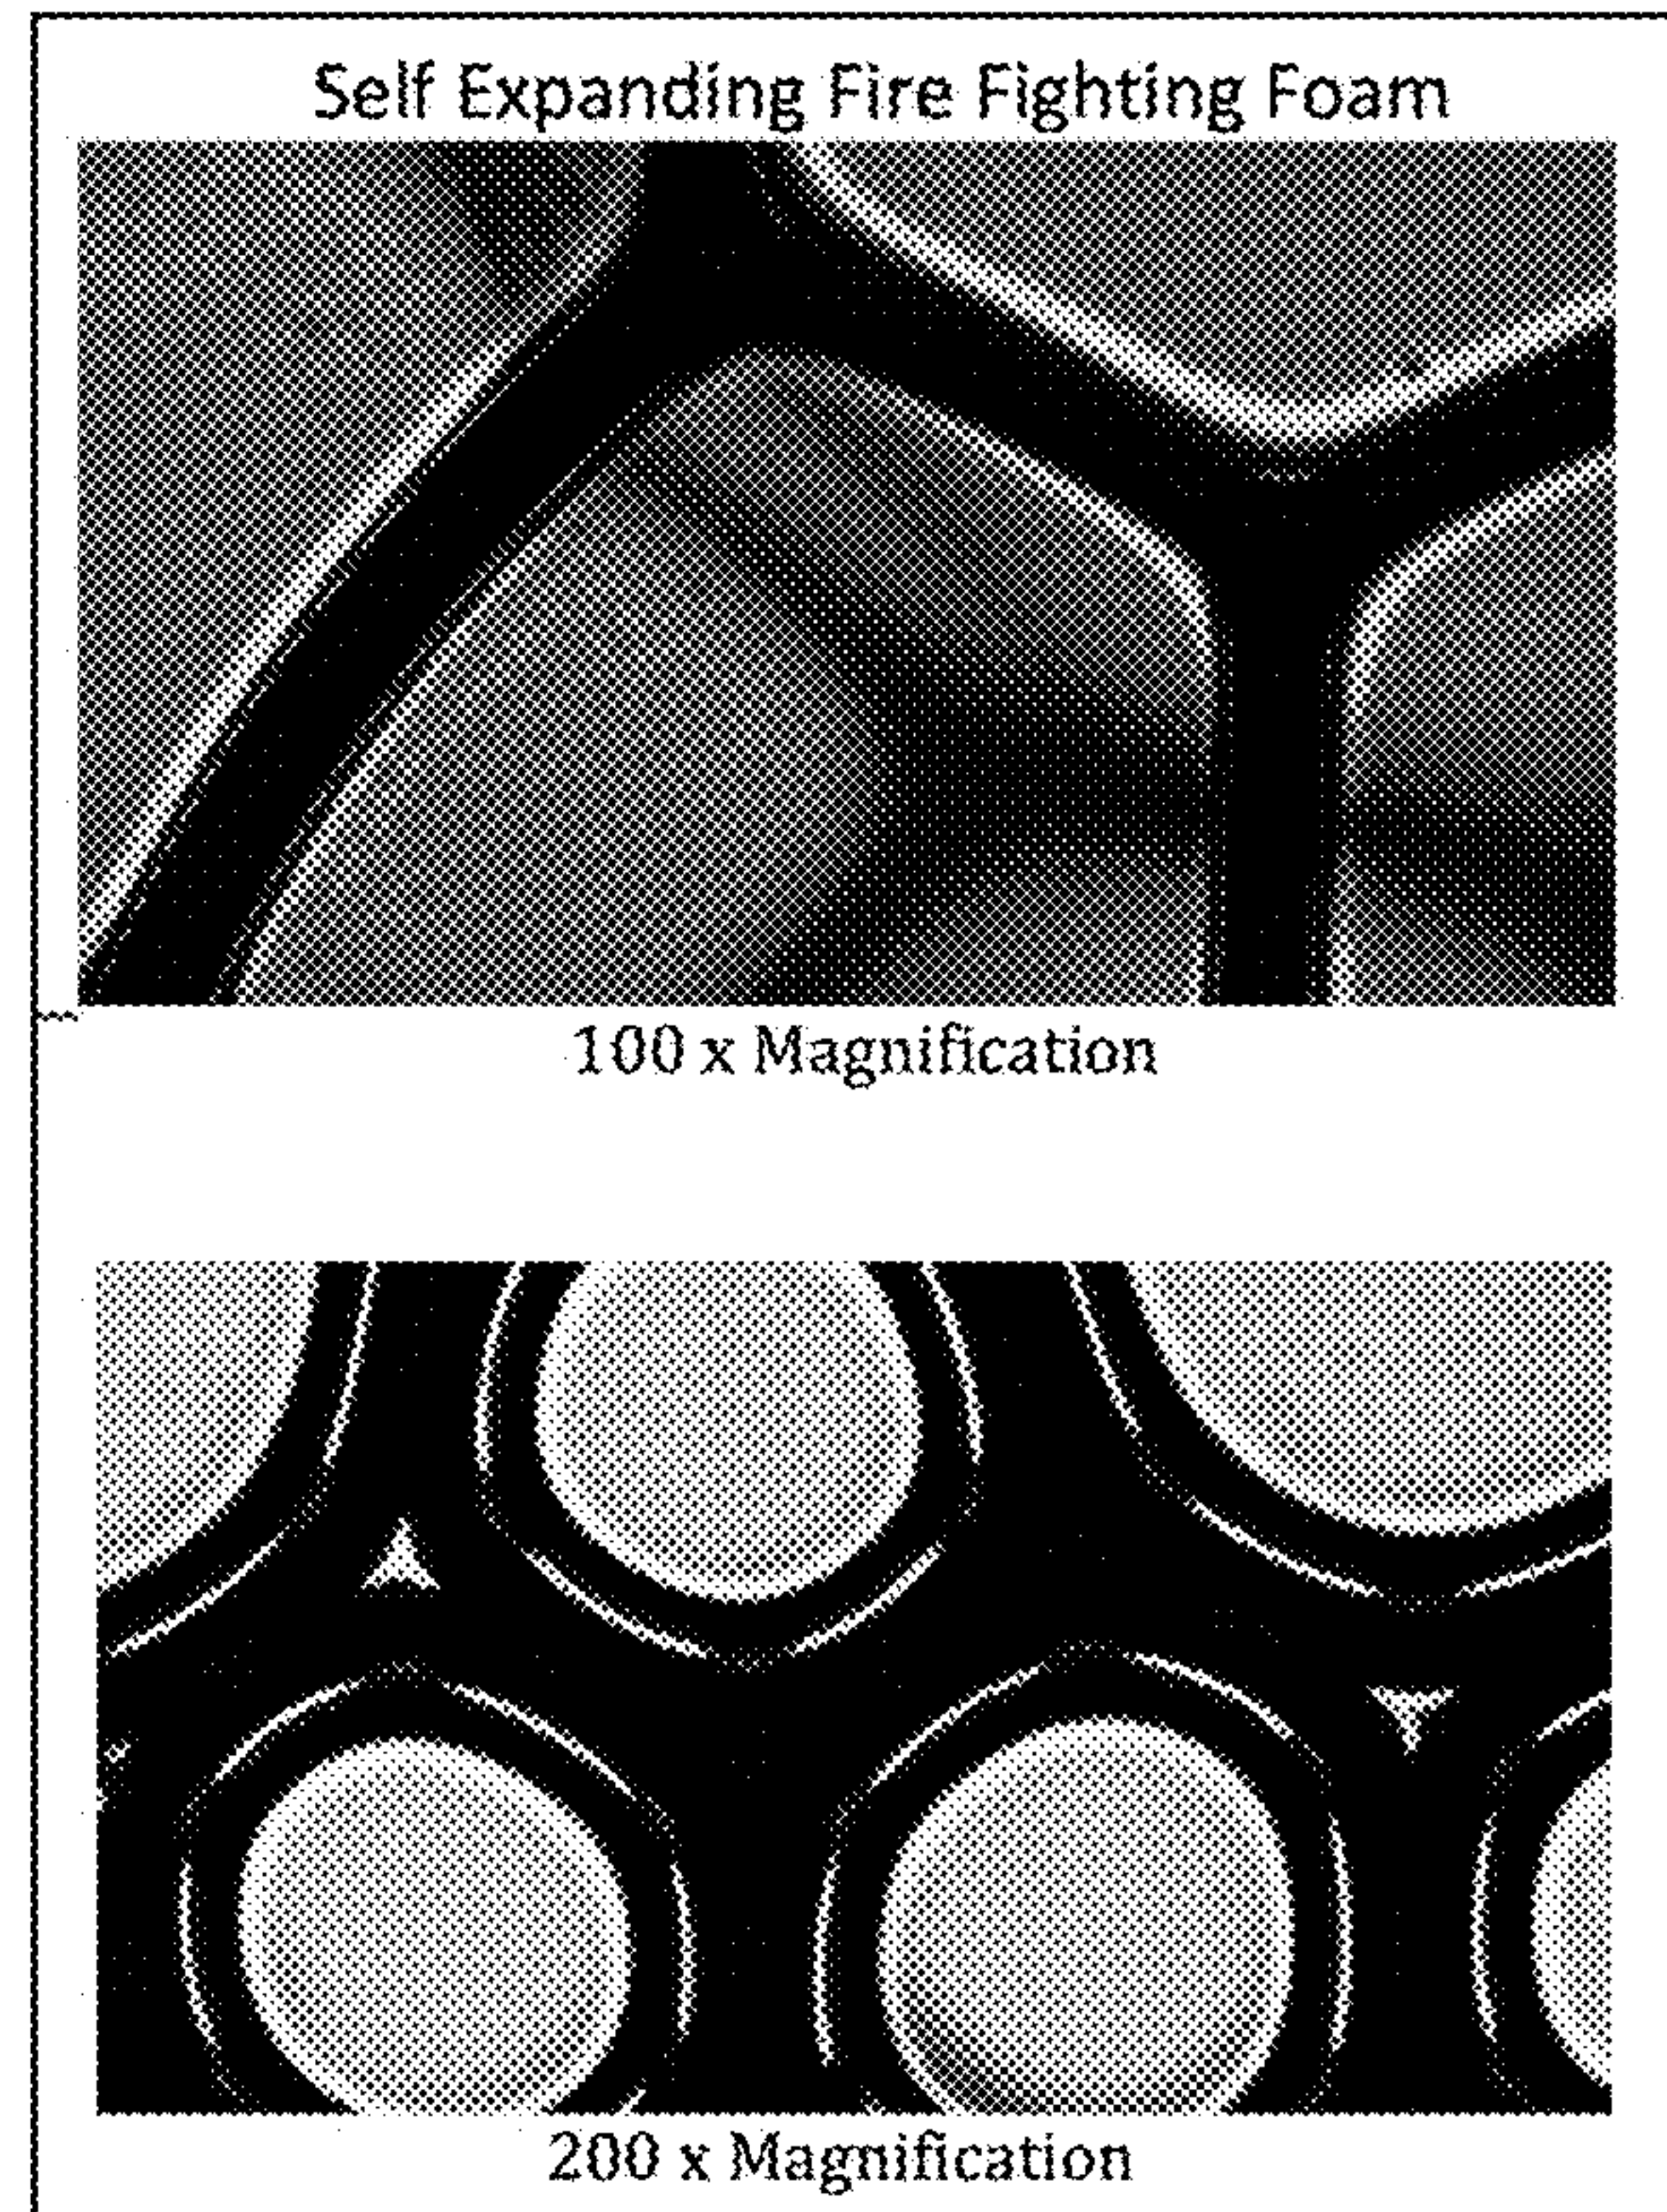 Self Expanding Fire Fighting Foam
100 x Magnification
200 x Magnification